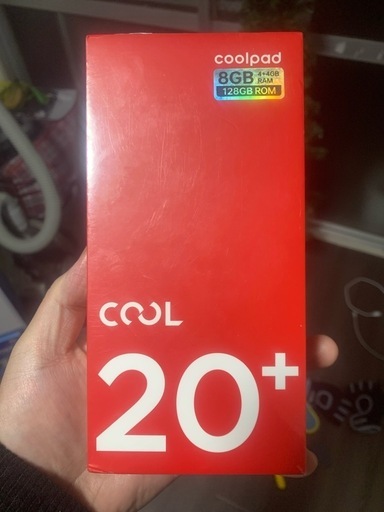 coolpad
8GB 4+4GB
RAM
128GB ROM
COOL
20+